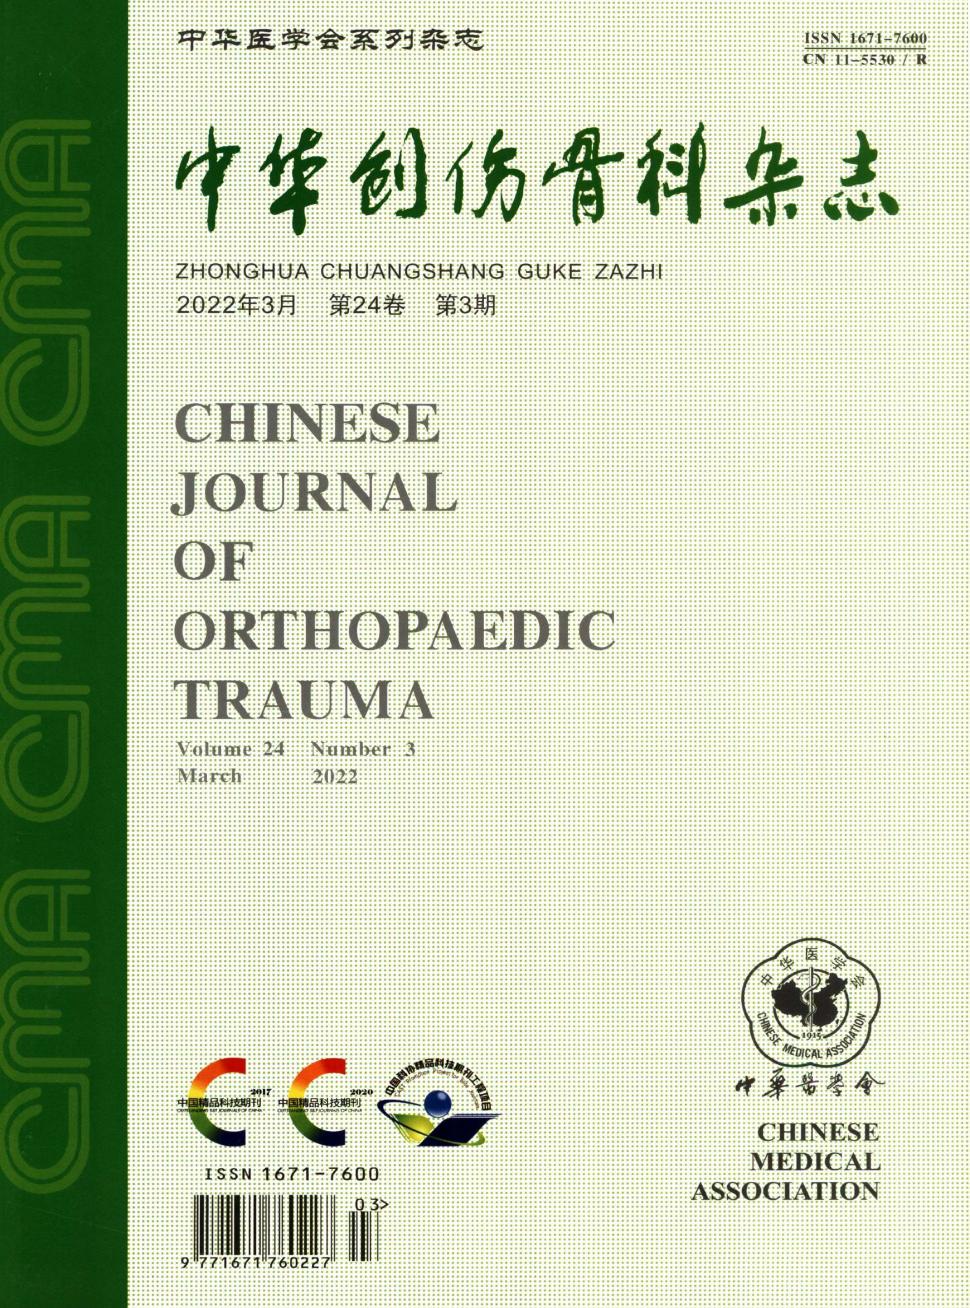 中华医学会系列杂志
ISSN 1671-7600
CN 11-5530 / R
中华创伤骨科杂志
ZHONGHUA CHUANGSHANG GUKE ZAZHI
2022年3月 第24卷 第3期
CHINESE
JOURNAL
OF
ORTHOPAEDIC
TRAUMA
Volume 24 Number 3
March 2022
CMA CMA CMA
中华医学会
CHINESE MEDICAL ASSOCIATION
1915
中華醫學會
CHINESE
MEDICAL
ASSOCIATION
2017
中国精品科技期刊
2020
中国精品科技期刊
中国科协精品科技期刊工程项目
ISSN 1671-7600
03>
9 771671 760227